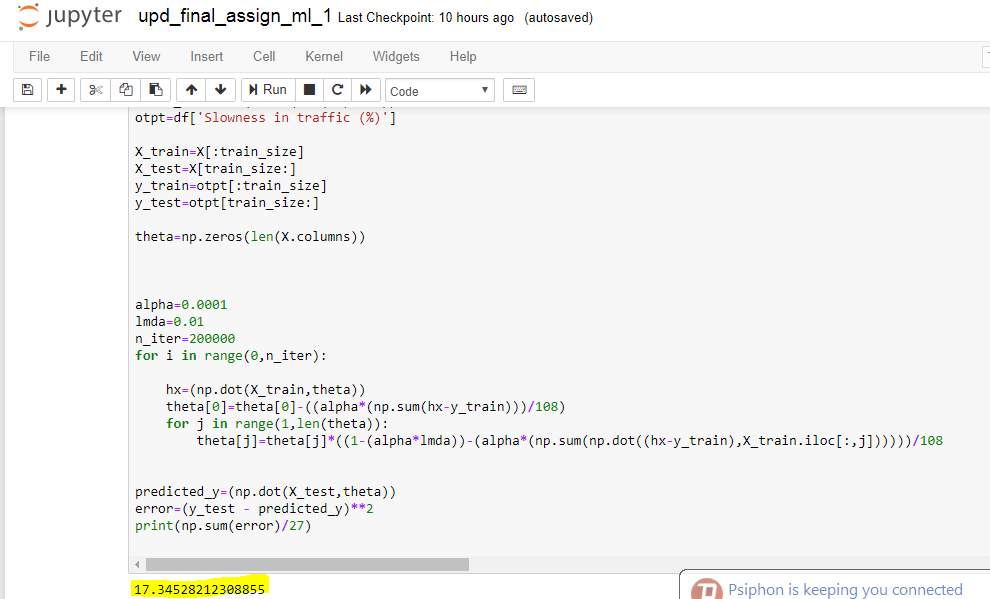 jupyter upd_final_assign_ml_1 Last Checkpoint: 10 hours ago (autosaved)
File Edit View Insert Cell Kernel Widgets Help
Run Code
otpt=df['Slowness in traffic (%)']
X_train=X[:train_size]
X_test=X[train_size:]
y_train=otpt[:train_size]
y_test=otpt[train_size:]
theta=np.zeros(len(X.columns))
alpha=0.0001
lmda=0.01
n_iter=200000
for i in range(0,n_iter):
hx=(np.dot(X_train,theta))
theta[0]=theta[0]-((alpha*(np.sum(hx-y_train)))/108)
for j in range(1,len(theta)):
theta[j]=theta[j]*((1-(alpha*lmda))-(alpha*(np.sum(np.dot((hx-y_train),X_train.iloc[:,j])))))/108
predicted_y=(np.dot(X_test,theta))
error=(y_test - predicted_y)**2
print(np.sum(error)/27)
17.34528212308855
Psiphon is keeping you connected